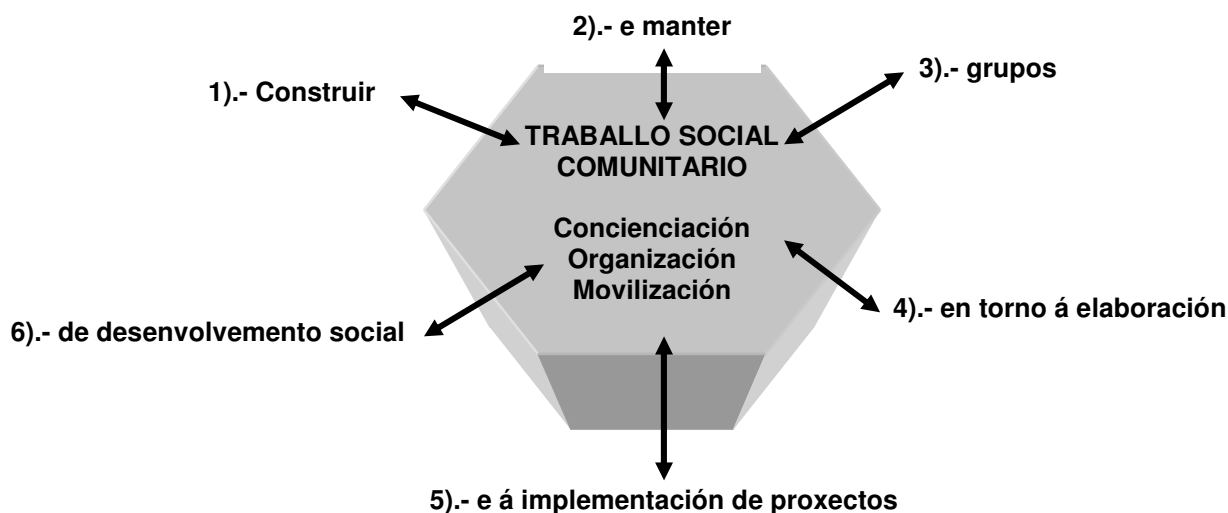 2).- e manter
1).- Construir
3).- grupos
TRABALLO SOCIAL
COMUNITARIO
Concienciación
Organización
Movilización
4).- en torno á elaboración
6).- de desenvolvemento social
5).- e á implementación de proxectos